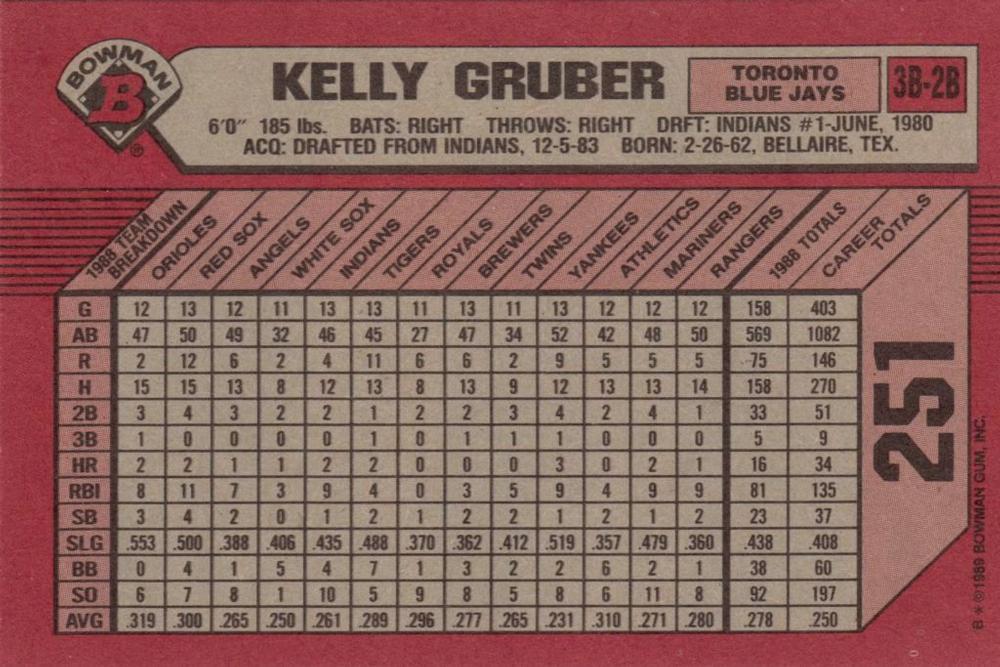 BOWMAN
B
®
KELLY GRUBER
TORONTO
BLUE JAYS
3B-2B
6'0" 185 lbs. BATS: RIGHT THROWS: RIGHT DRFT: INDIANS #1-JUNE, 1980
ACQ: DRAFTED FROM INDIANS, 12-5-83 BORN: 2-26-62, BELLAIRE, TEX.
1988 TEAM
BREAKDOWN
ORIOLES
RED SOX
ANGELS
WHITE SOX
INDIANS
TIGERS
ROYALS
BREWERS
TWINS
YANKEES
ATHLETICS
MARINERS
RANGERS
1988 TOTALS
CAREER
TOTALS
G 12 13 12 11 13 13 11 13 11 13 12 12 12 158 403
AB 47 50 49 32 46 45 27 47 34 52 42 48 50 569 1082
R 2 12 6 2 4 11 6 6 2 9 5 5 5 75 146
H 15 15 13 8 12 13 8 13 9 12 13 13 14 158 270
2B 3 4 3 2 2 1 2 2 3 4 2 4 1 33 51
3B 1 0 0 0 0 1 0 1 1 1 0 0 0 5 9
HR 2 2 1 1 2 2 0 0 0 3 0 2 1 16 34
RBI 8 11 7 3 9 4 0 3 5 9 4 9 9 81 135
SB 3 4 2 0 1 2 1 2 2 1 2 1 2 23 37
SLG .553 .500 .388 .406 .435 .488 .370 .362 .412 .519 .357 .479 .360 .438 .408
BB 0 4 1 5 4 7 1 3 2 2 6 2 1 38 60
SO 6 7 8 1 10 5 9 8 5 8 6 11 8 92 197
AVG .319 .300 .265 .250 .261 .289 .296 .277 .265 .231 .310 .271 .280 .278 .250
251
B * © 1989 BOWMAN GUM, INC.